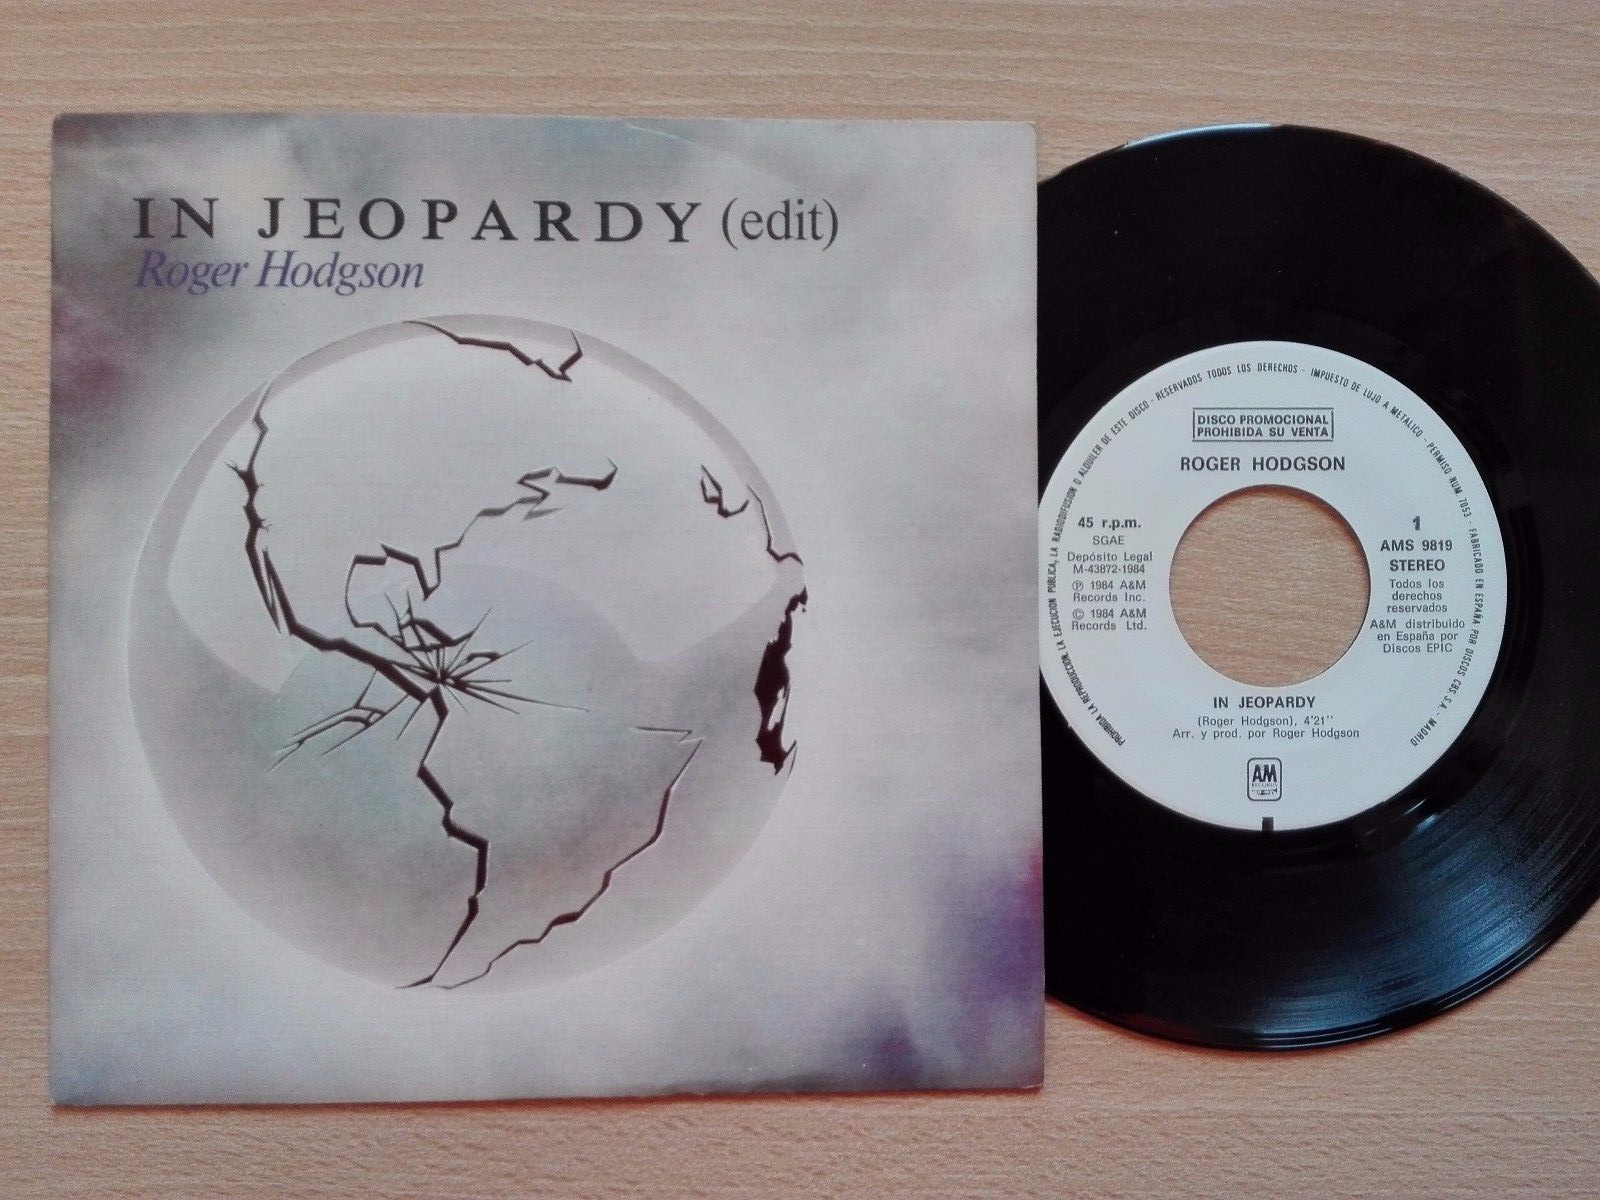 IN JEOPARDY (edit)
Roger Hodgson
PROHIBIDA LA REPRODUCCION, LA EJECUCION PUBLICA, LA RADIODIFUSION O ALQUILER DE ESTE DISCO - RESERVADOS TODOS LOS DERECHOS - IMPUESTO DE LUJO A METALICO - PERMISO NUM. 7053 - FABRICADO EN ESPAÑA POR DISCOS CBS. S.A. - MADRID
DISCO PROMOCIONAL
PROHIBIDA SU VENTA
ROGER HODGSON
45 r.p.m.
SGAE
Depósito Legal
M-43872-1984
℗ 1984 A&M
Records Inc.
© 1984 A&M
Records Ltd.
1
AMS 9819
STEREO
Todos los
derechos
reservados
A&M distribuido
en España por
Discos EPIC
IN JEOPARDY
(Roger Hodgson), 4'21''
Arr. y prod. por Roger Hodgson
A&M
RECORDS